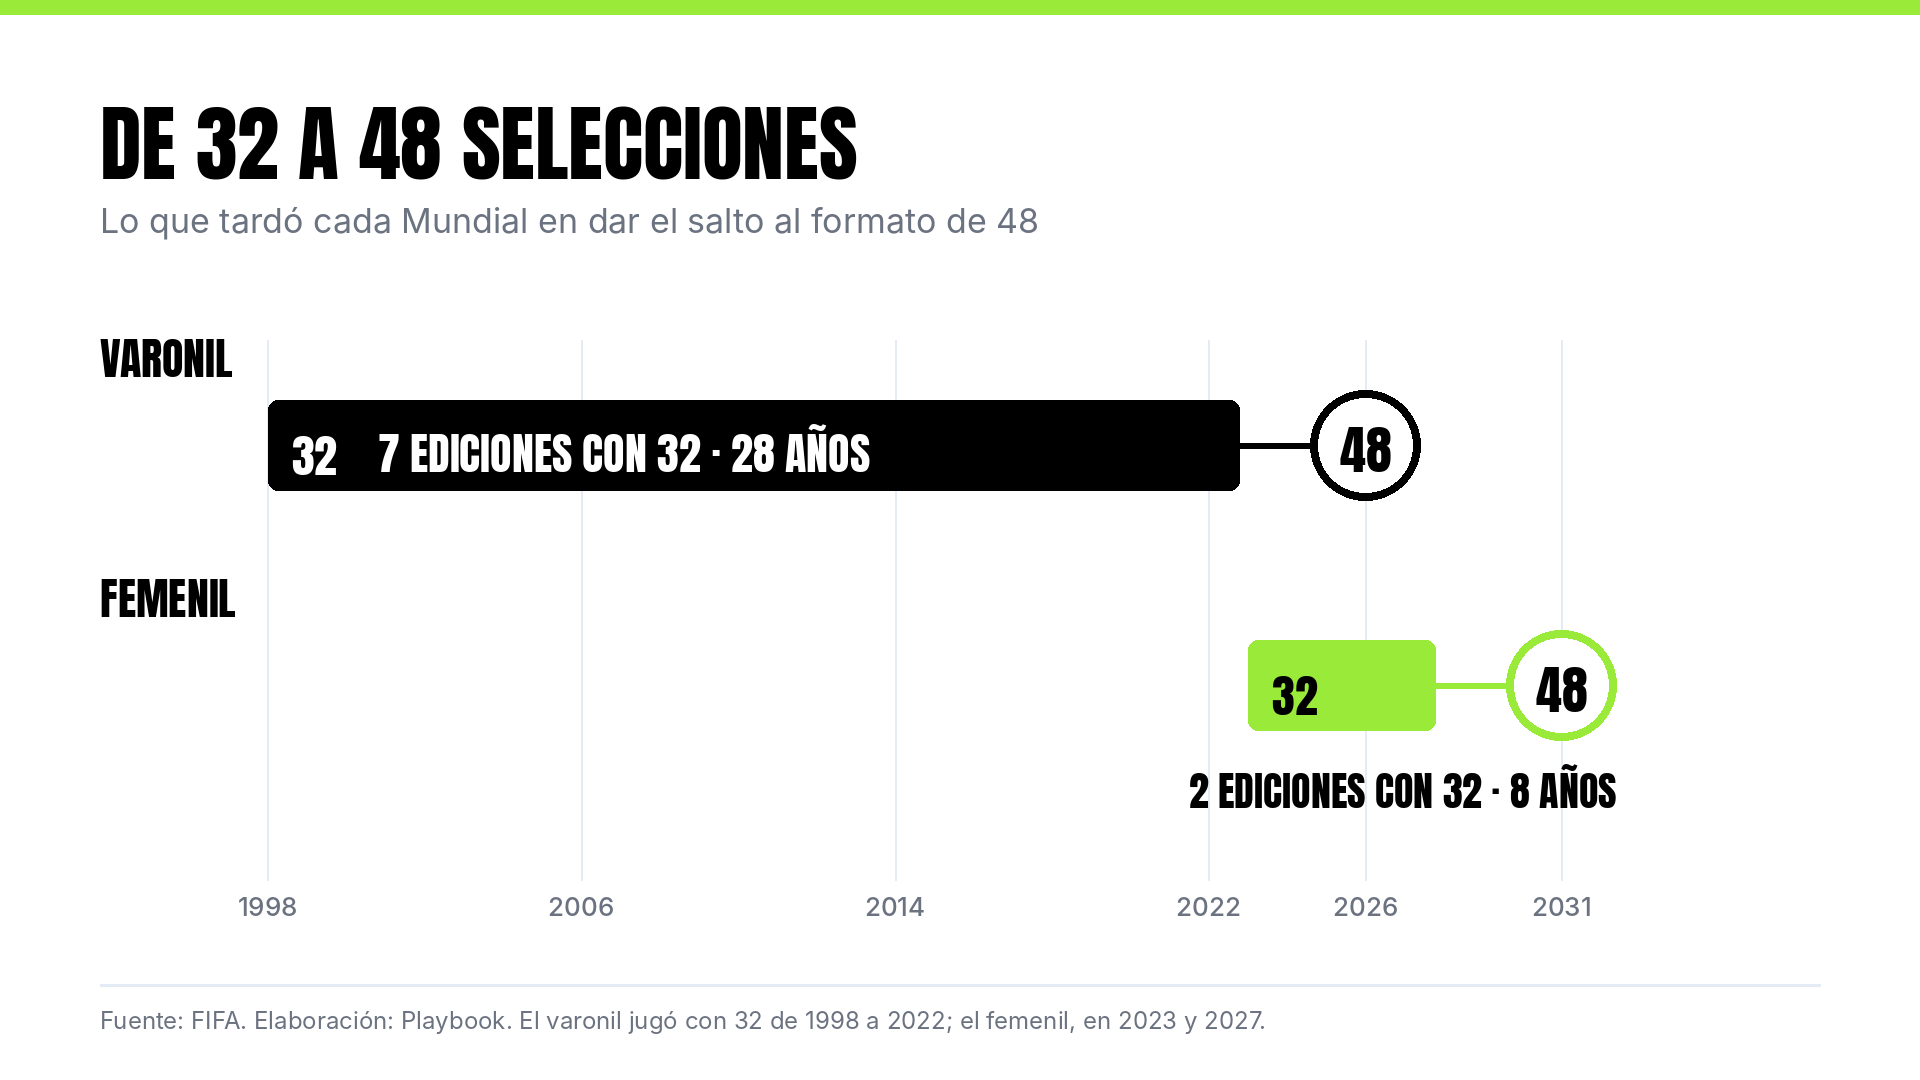 DE 32 A 48 SELECCIONES
Lo que tardó cada Mundial en dar el salto al formato de 48
VARONIL
32 7 EDICIONES CON 32 · 28 AÑOS 48
FEMENIL
32 48
2 EDICIONES CON 32 · 8 AÑOS
1998 2006 2014 2022 2026 2031
Fuente: FIFA. Elaboración: Playbook. El varonil jugó con 32 de 1998 a 2022; el femenil, en 2023 y 2027.